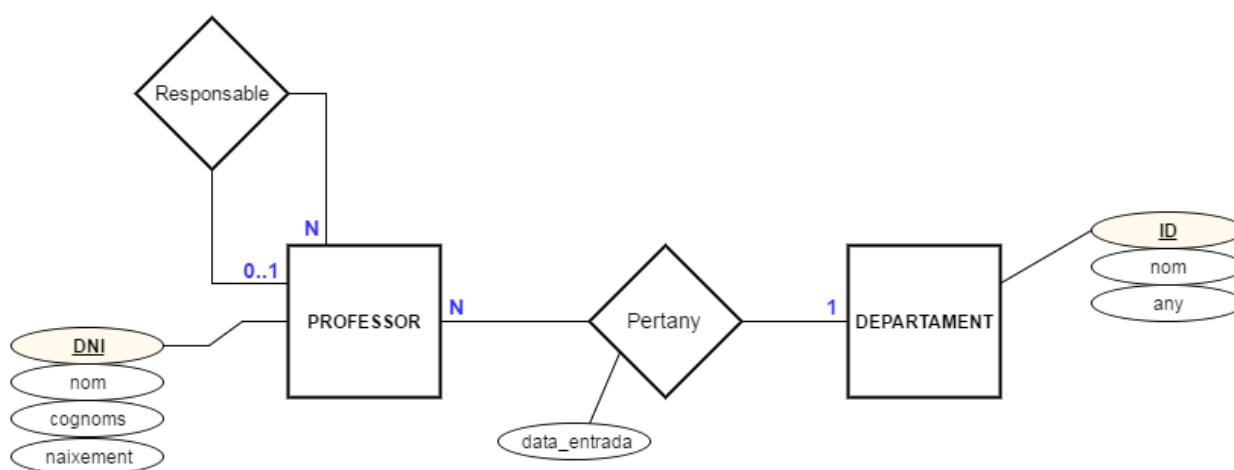 Responsable
N
0..1
PROFESSOR
N
Pertany
1
DEPARTAMENT
ID
nom
any
DNI
nom
cognoms
naixement
data_entrada